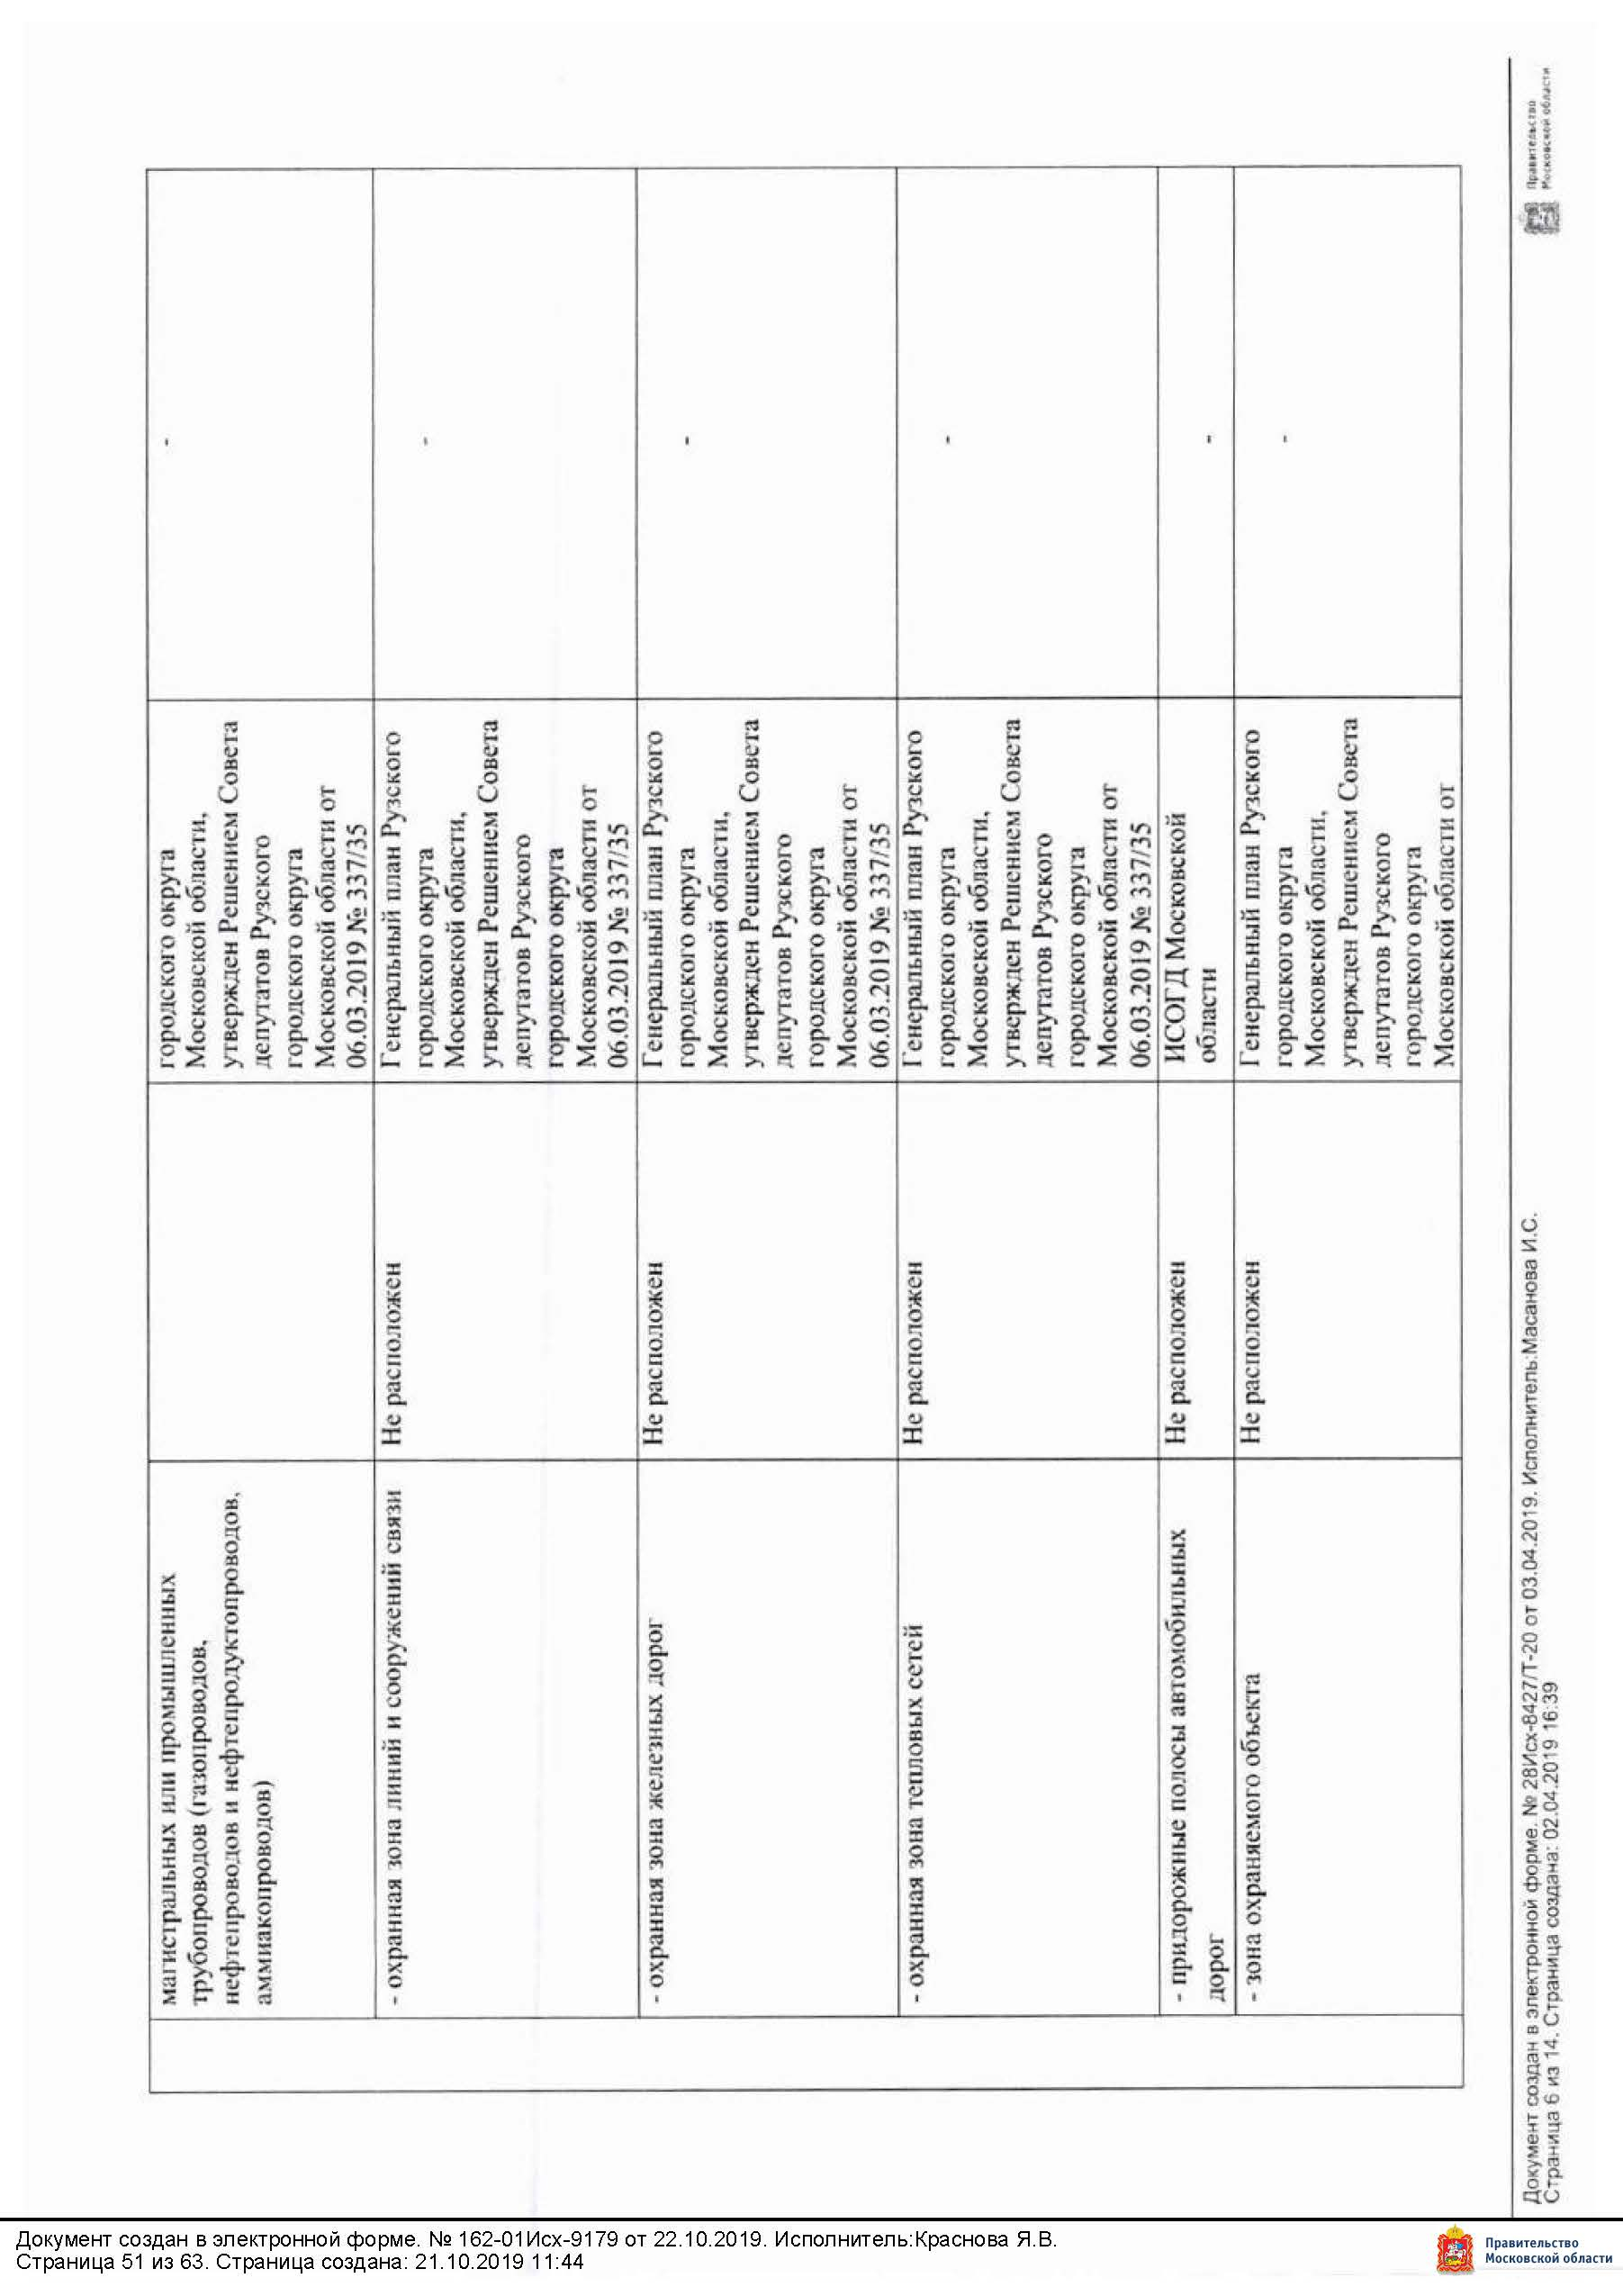 магистральных или промышленных
трубопроводов (газопроводов,
нефтепроводов и нефтепродуктопроводов,
аммиакопроводов)
городского округа
Московской области,
утвержден Решением Совета
депутатов Рузского
городского округа
Московской области от
06.03.2019 № 337/35
-
- охранная зона линий и сооружений связи
Не расположен
Генеральный план Рузского
городского округа
Московской области,
утвержден Решением Совета
депутатов Рузского
городского округа
Московской области от
06.03.2019 № 337/35
-
- охранная зона железных дорог
Не расположен
Генеральный план Рузского
городского округа
Московской области,
утвержден Решением Совета
депутатов Рузского
городского округа
Московской области от
06.03.2019 № 337/35
-
- охранная зона тепловых сетей
Не расположен
Генеральный план Рузского
городского округа
Московской области,
утвержден Решением Совета
депутатов Рузского
городского округа
Московской области от
06.03.2019 № 337/35
-
- придорожные полосы автомобильных
дорог
Не расположен
ИСОГД Московской
области
-
- зона охраняемого объекта
Не расположен
Генеральный план Рузского
городского округа
Московской области,
утвержден Решением Совета
депутатов Рузского
городского округа
Московской области от
-
Документ создан в электронной форме. № 28Исх-8427/Т-20 от 03.04.2019. Исполнитель:Масанова И.С.
Страница 6 из 14. Страница создана: 02.04.2019 16:39
Правительство
Московской области
Документ создан в электронной форме. № 162-01Исх-9179 от 22.10.2019. Исполнитель:Краснова Я.В.
Страница 51 из 63. Страница создана: 21.10.2019 11:44
Правительство
Московской области